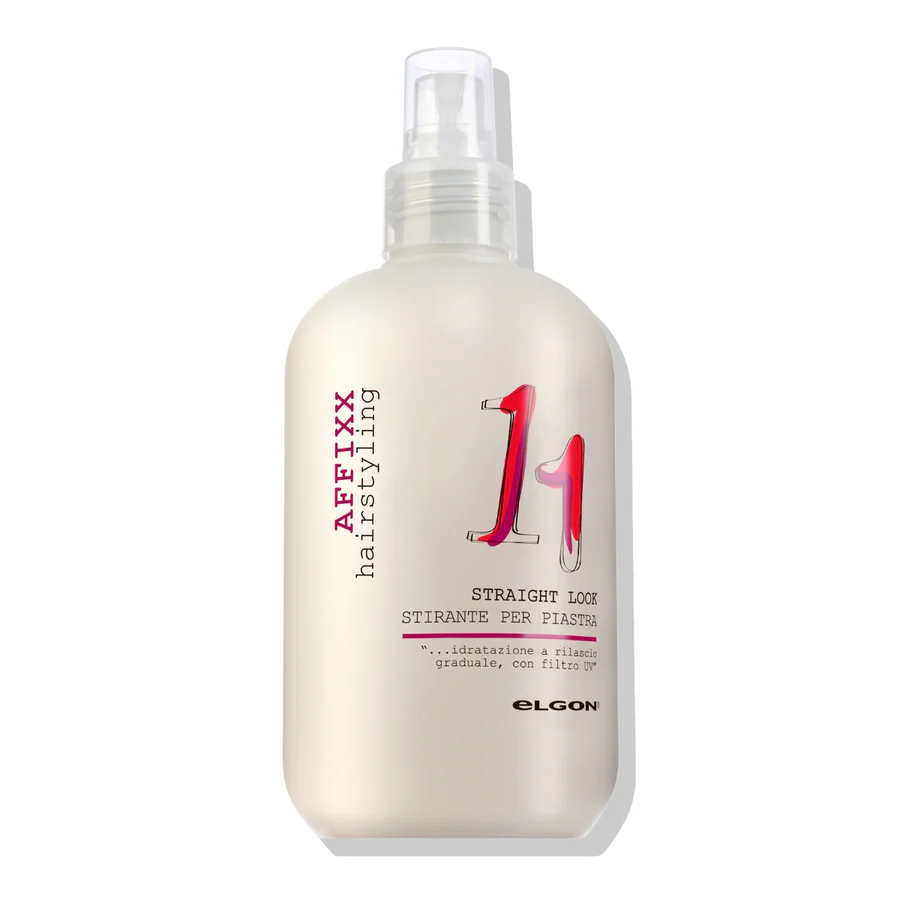 AFFIXX
hairstyling
11
STRAIGHT LOOK
STIRANTE PER PIASTRA
“...idratazione a rilascio
graduale, con filtro UV”
eLGON